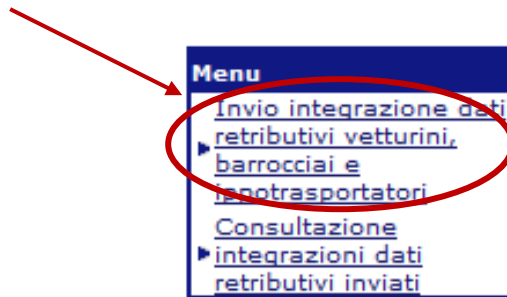 Menu
Invio integrazione dati
retributivi vetturini,
barrocciai e
ippotrasportatori
Consultazione
integrazioni dati
retributivi inviati